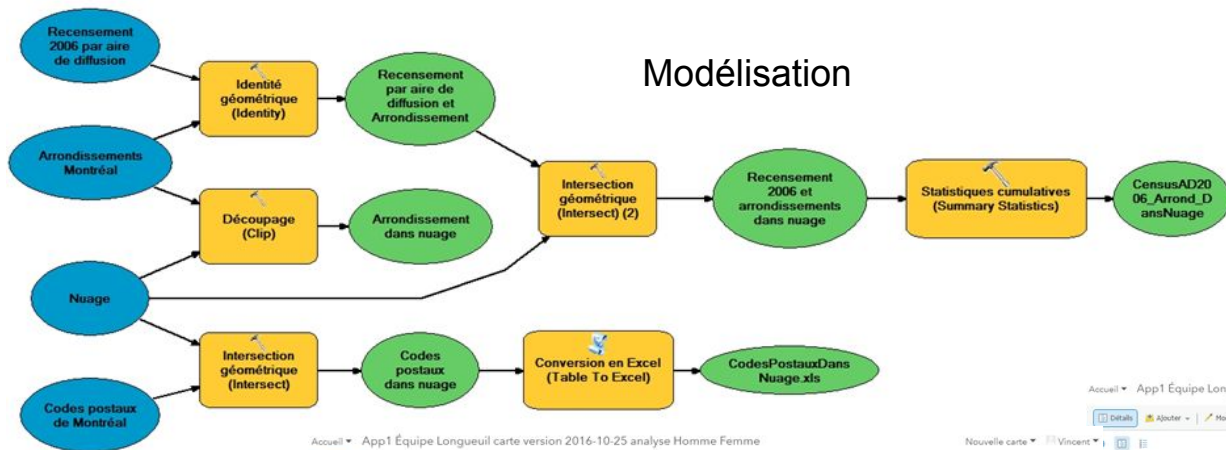 Modélisation
Recensement
2006 par aire
de diffusion
Identité
géométrique
(Identity)
Recensement
par aire de
diffusion et
Arrondissement
Arrondissements
Montréal
Découpage
(Clip)
Arrondissement
dans nuage
Intersection
géométrique
(Intersect) (2)
Recensement
2006 et
arrondissements
dans nuage
Statistiques cumulatives
(Summary Statistics)
CensusAD20
06_Arrond_D
ansNuage
Nuage
Intersection
géométrique
(Intersect)
Codes
postaux
dans nuage
Conversion en Excel
(Table To Excel)
CodesPostauxDans
Nuage.xls
Codes postaux
de Montréal
Accueil App1 Équipe Lon
Détails Ajouter Mo
Accueil App1 Équipe Longueuil carte version 2016-10-25 analyse Homme Femme
Nouvelle carte Vincent